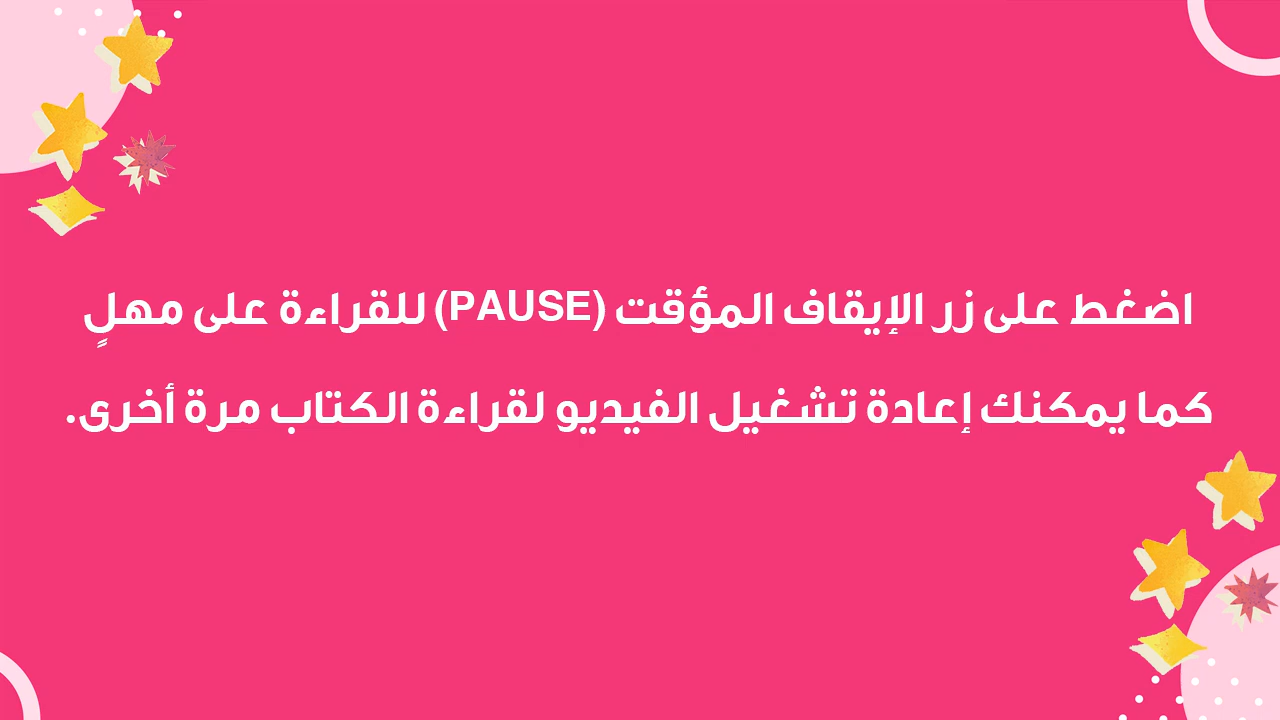 اضغط على زر الإيقاف المؤقت (PAUSE) للقراءة على مهلٍ
كما يمكنك إعادة تشغيل الفيديو لقراءة الكتاب مرة أخرى.